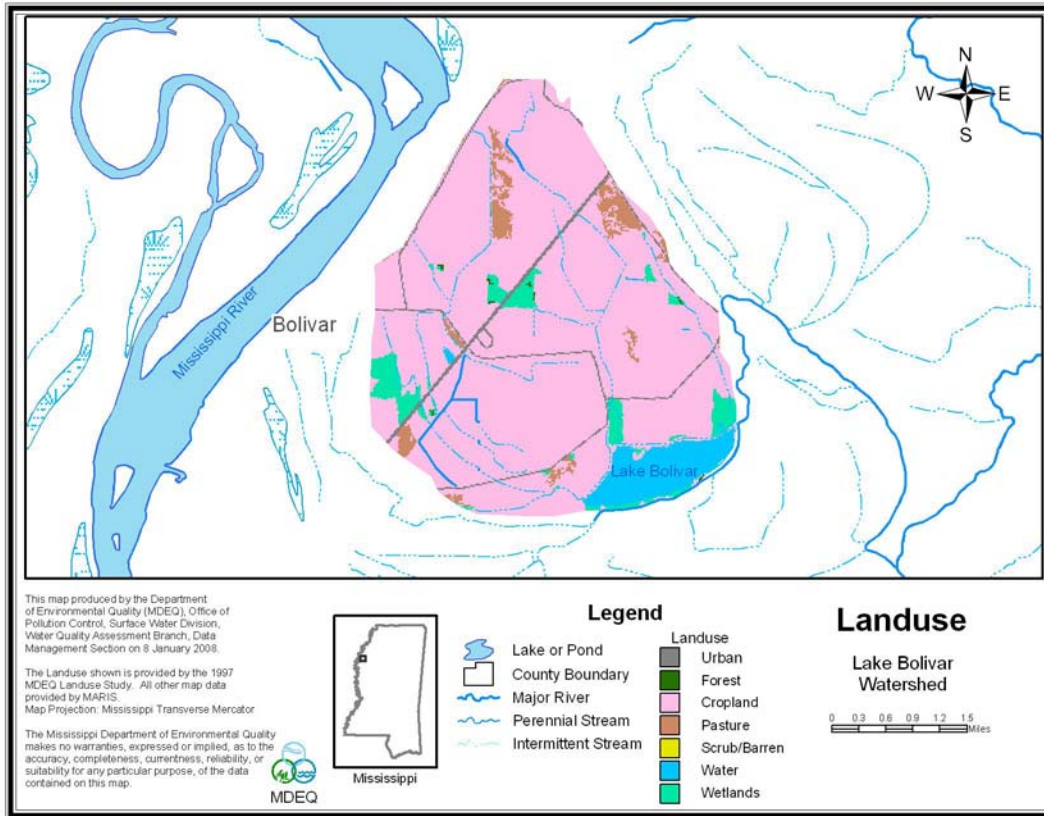 N
W E
S
Mississippi River
Bolivar
Lake Bolivar
This map produced by the Department
of Environmental Quality (MDEQ), Office of
Pollution Control, Surface Water Division,
Water Quality Assessment Branch, Data
Management Section on 8 January 2008.
The Landuse shown is provided by the 1997
MDEQ Landuse Study. All other map data
provided by MARIS.
Map Projection: Mississippi Transverse Mercator
The Mississippi Department of Environmental Quality
makes no warranties, expressed or implied, as to the
accuracy, completeness, currentness, reliability, or
suitability for any particular purpose, of the data
contained on this map.
MDEQ
Mississippi
Legend
Lake or Pond
County Boundary
Major River
Perennial Stream
Intermittent Stream
Landuse
Urban
Forest
Cropland
Pasture
Scrub/Barren
Water
Wetlands
Landuse
Lake Bolivar
Watershed
0 0.3 0.6 0.9 1.2 1.5
Miles